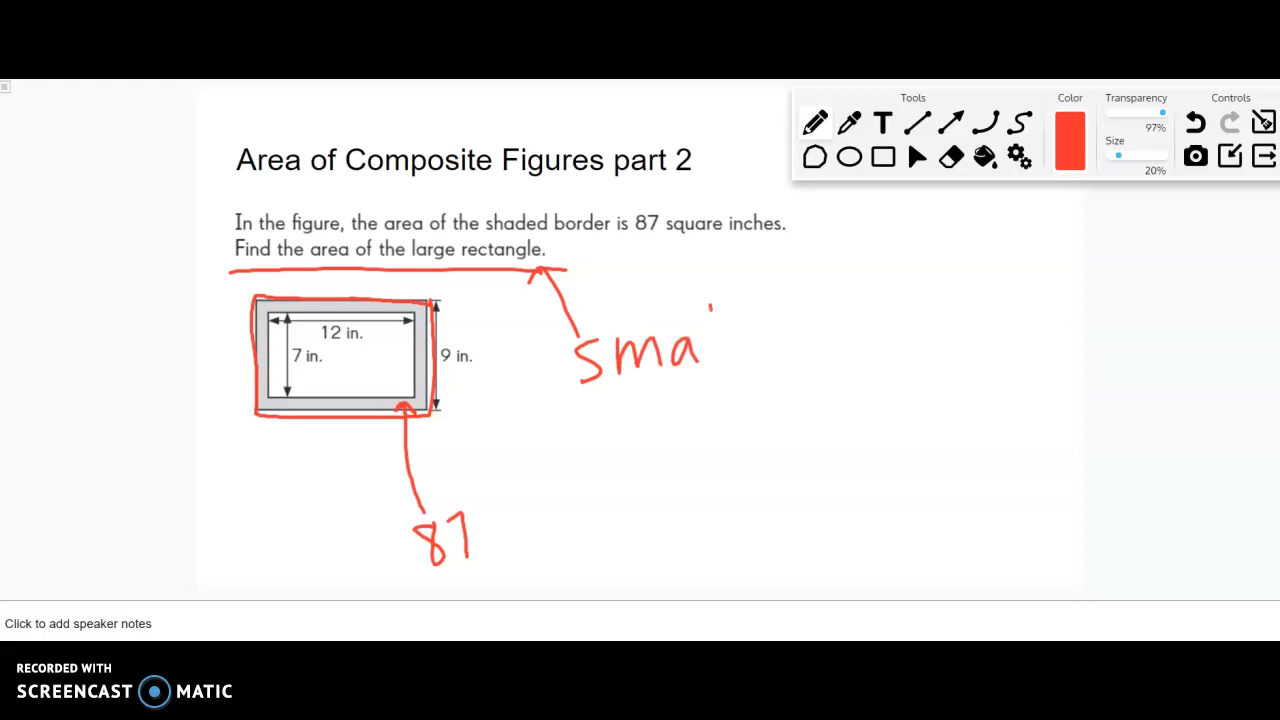 Tools
Color
Transparency
Controls
97%
Size
20%
Area of Composite Figures part 2
In the figure, the area of the shaded border is 87 square inches.
Find the area of the large rectangle.
12 in.
7 in.
9 in.
sma
87
Click to add speaker notes
RECORDED WITH
SCREENCAST MATIC